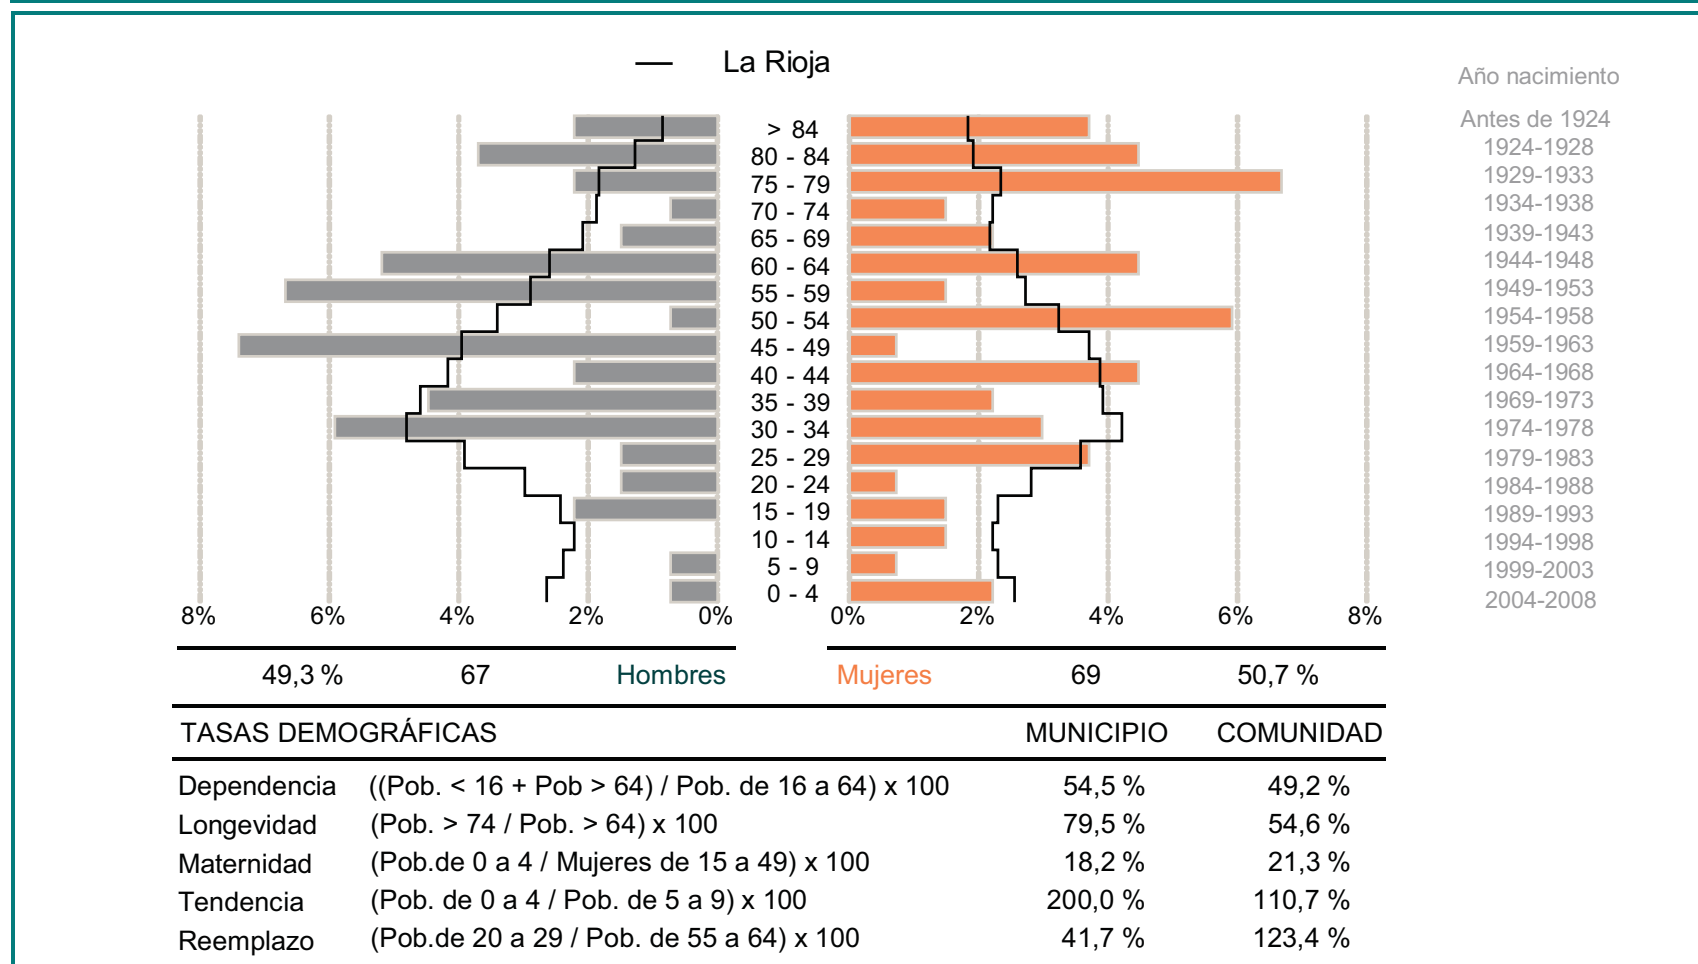 La Rioja
Año nacimiento
> 84 Antes de 1924
80 - 84 1924-1928
75 - 79 1929-1933
70 - 74 1934-1938
65 - 69 1939-1943
60 - 64 1944-1948
55 - 59 1949-1953
50 - 54 1954-1958
45 - 49 1959-1963
40 - 44 1964-1968
35 - 39 1969-1973
30 - 34 1974-1978
25 - 29 1979-1983
20 - 24 1984-1988
15 - 19 1989-1993
10 - 14 1994-1998
5 - 9 1999-2003
0 - 4 2004-2008
8% 6% 4% 2% 0% 0% 2% 4% 6% 8%
49,3 % 67 Hombres Mujeres 69 50,7 %
TASAS DEMOGRÁFICAS MUNICIPIO COMUNIDAD
Dependencia ((Pob. < 16 + Pob > 64) / Pob. de 16 a 64) x 100 54,5 % 49,2 %
Longevidad (Pob. > 74 / Pob. > 64) x 100 79,5 % 54,6 %
Maternidad (Pob.de 0 a 4 / Mujeres de 15 a 49) x 100 18,2 % 21,3 %
Tendencia (Pob. de 0 a 4 / Pob. de 5 a 9) x 100 200,0 % 110,7 %
Reemplazo (Pob.de 20 a 29 / Pob. de 55 a 64) x 100 41,7 % 123,4 %